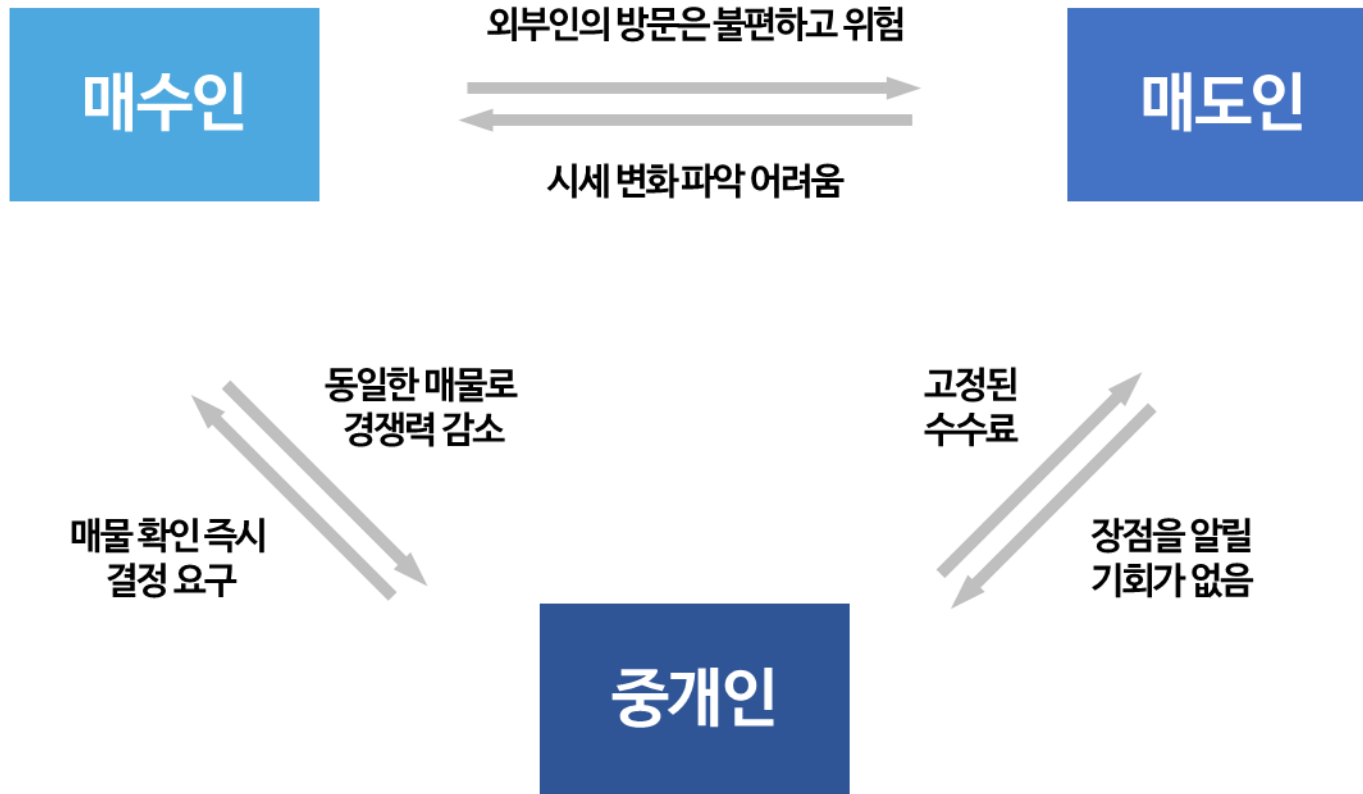 외부인의 방문은 불편하고 위험
매수인
매도인
시세 변화 파악 어려움
동일한 매물로
경쟁력 감소
고정된
수수료
매물 확인 즉시
결정 요구
장점을 알릴
기회가 없음
중개인